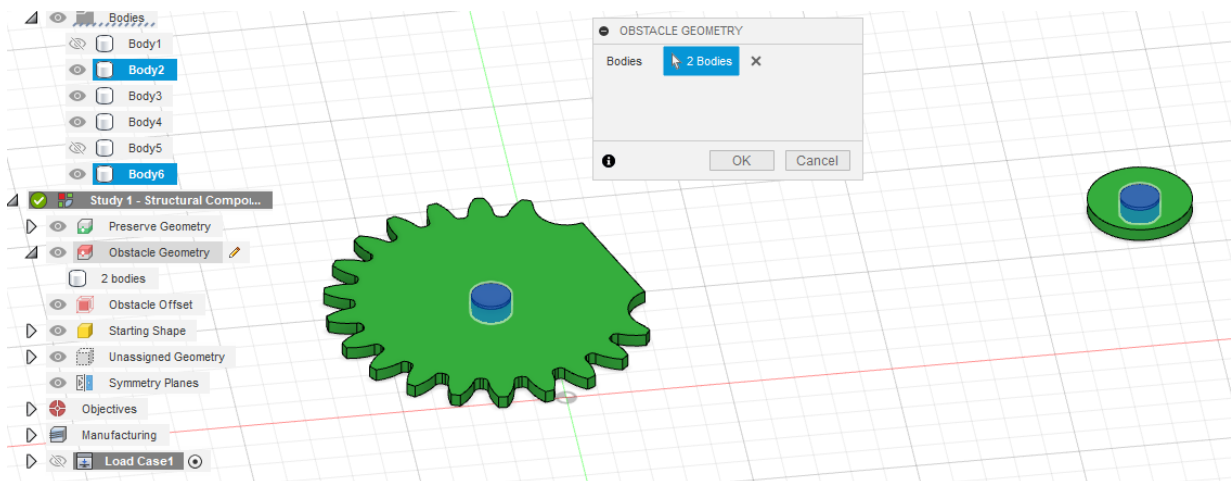 Bodies
Body1
Body2
Body3
Body4
Body5
Body6
Study 1 - Structural Compo...
Preserve Geometry
Obstacle Geometry
2 bodies
Obstacle Offset
Starting Shape
Unassigned Geometry
Symmetry Planes
Objectives
Manufacturing
Load Case1
OBSTACLE GEOMETRY
Bodies 2 Bodies
OK Cancel